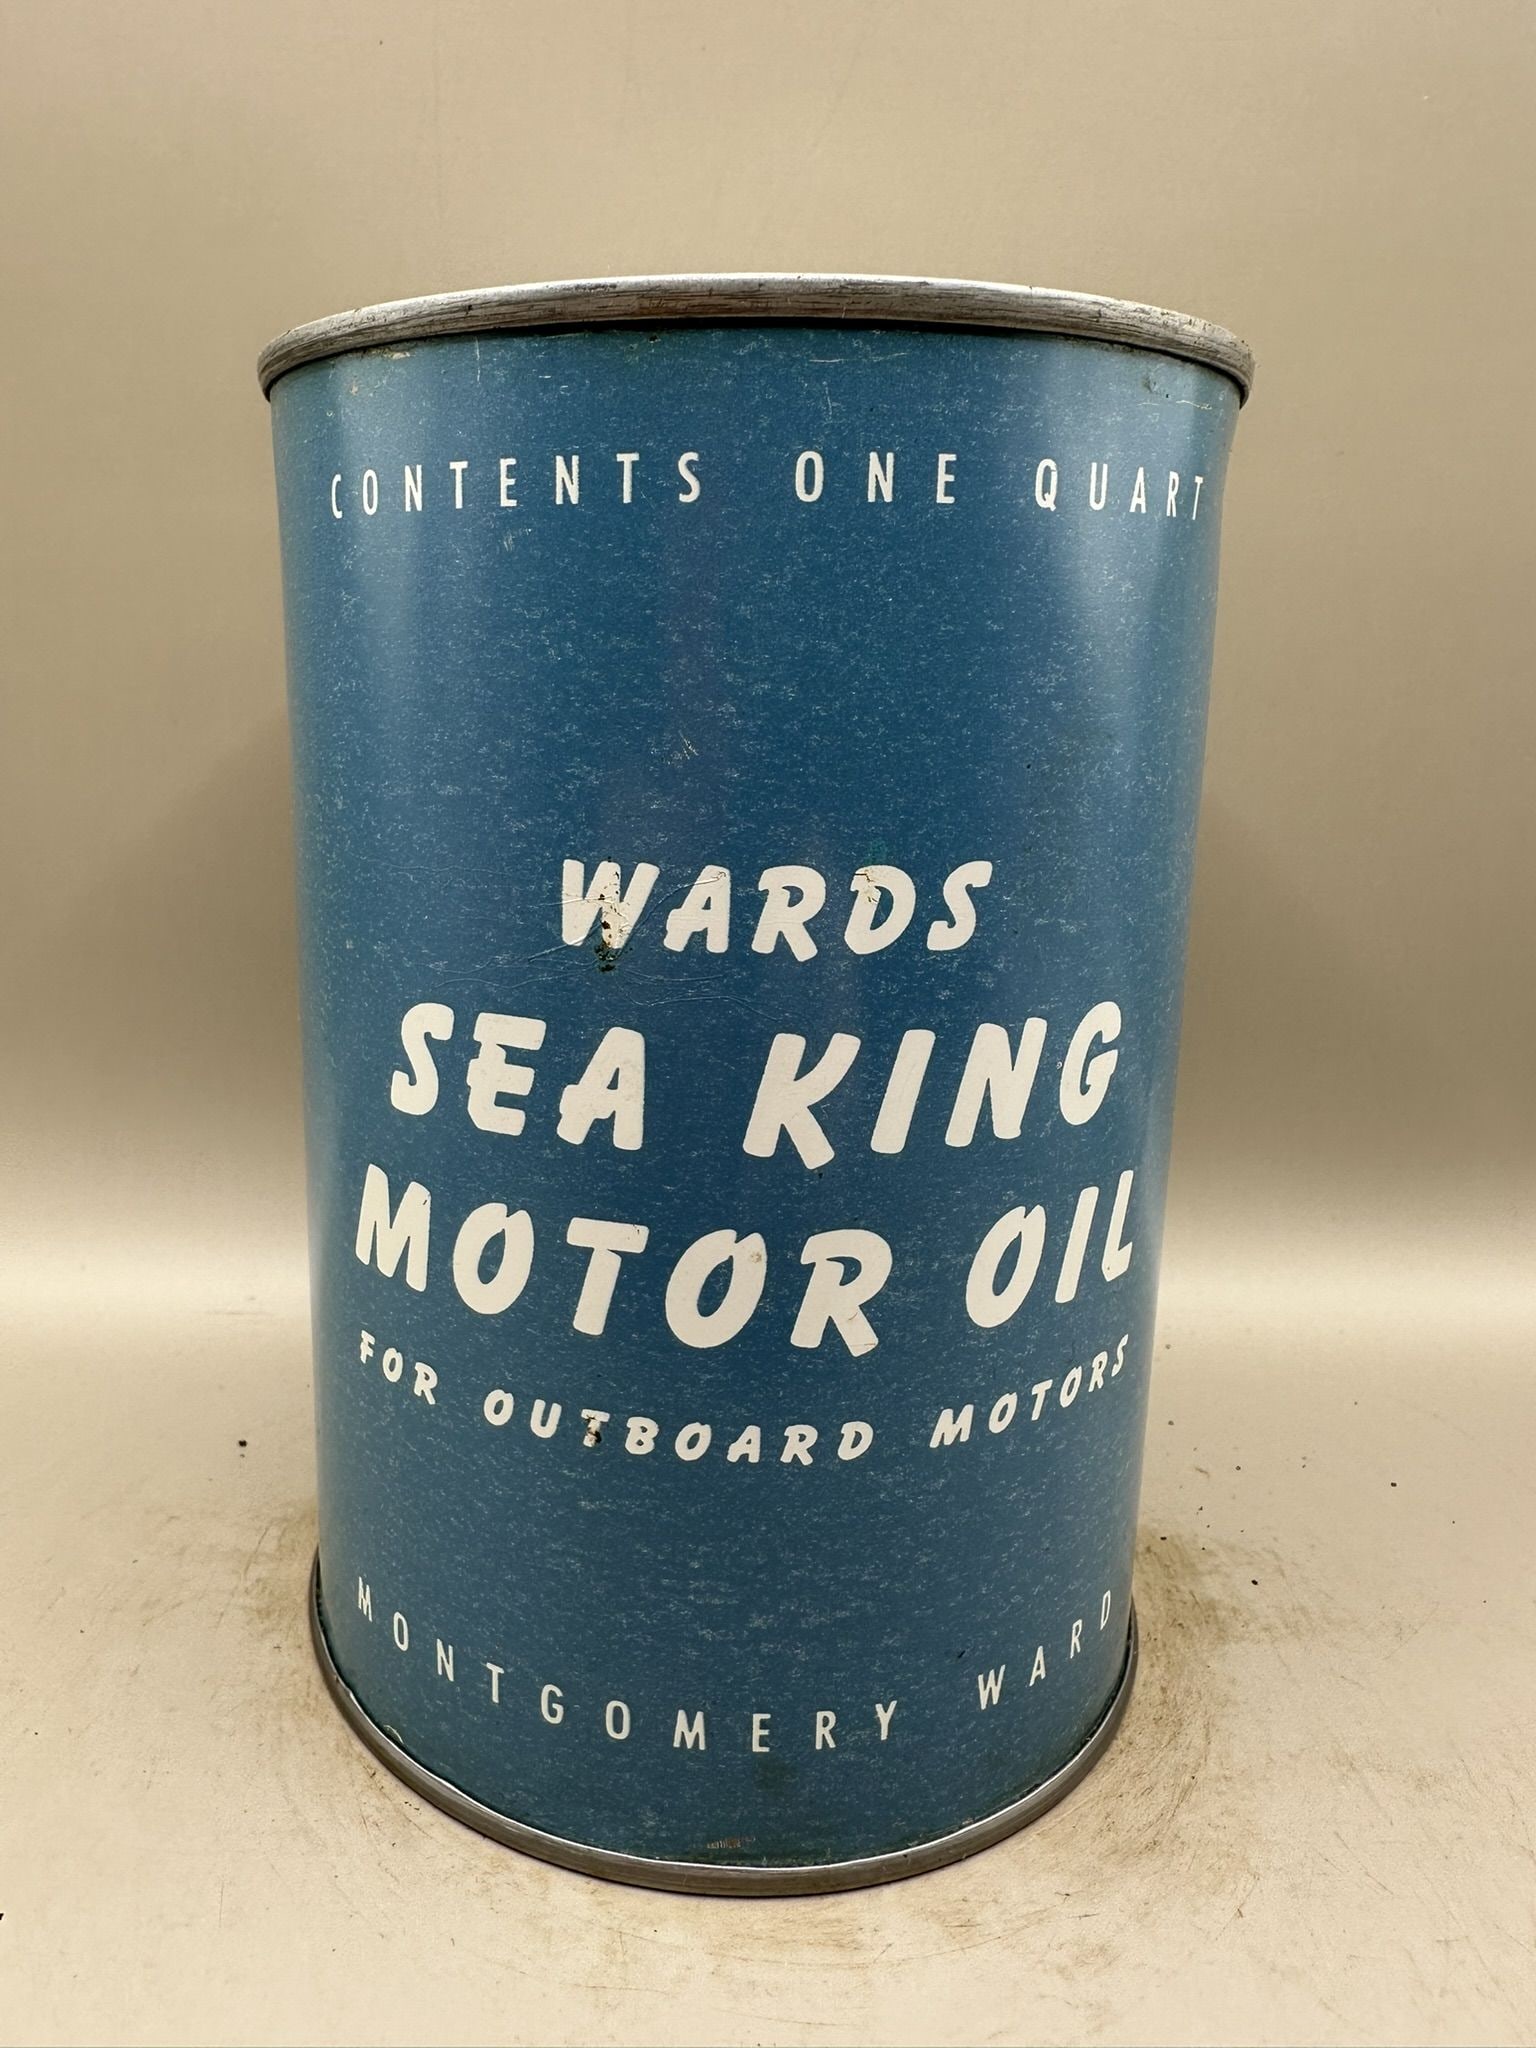 CONTENTS ONE QUART
WARDS
SEA KING
MOTOR OIL
FOR OUTBOARD MOTORS
MONTGOMERY WARD